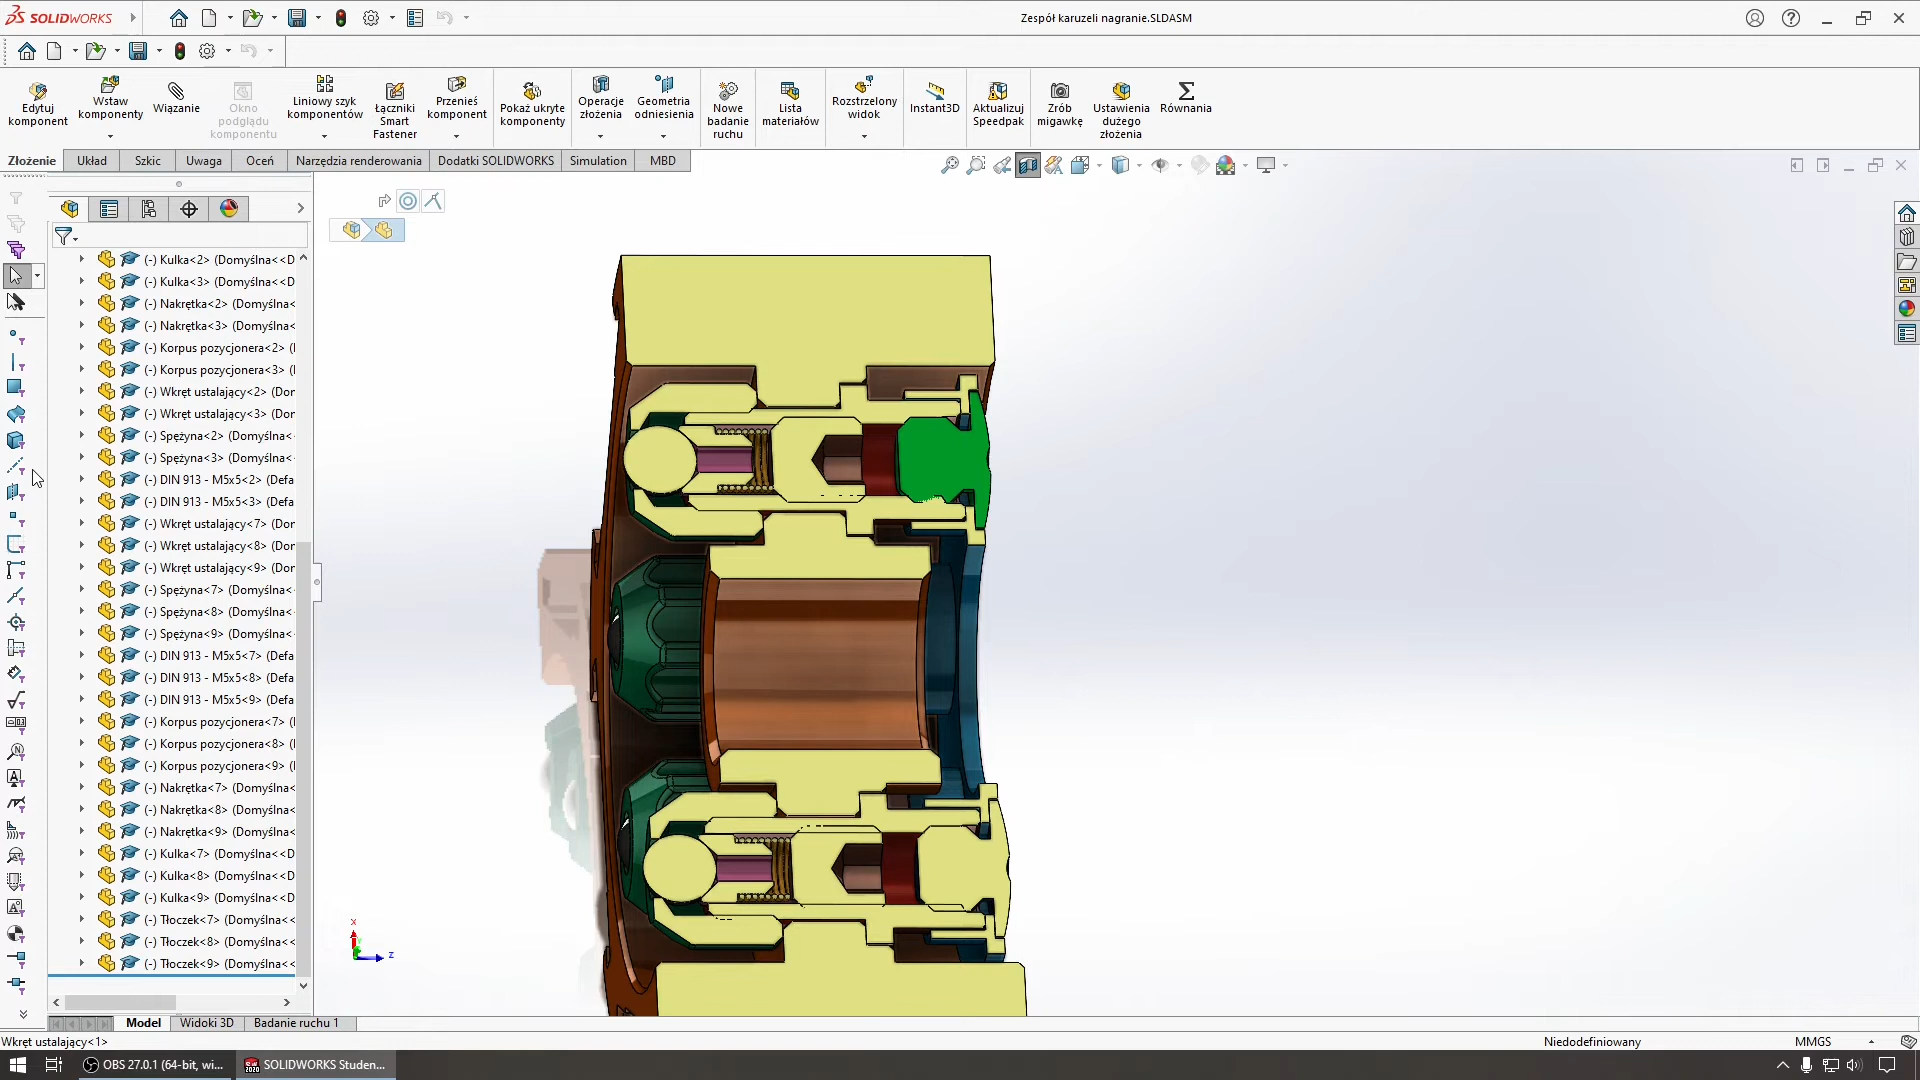 SOLIDWORKS
Zespół karuzeli nagranie.SLDASM
Edytuj komponent
Wstaw komponenty
Wiązanie
Okno podglądu komponentu
Liniowy szyk komponentów
Łączniki Smart Fastener
Przenieś komponent
Pokaż ukryte komponenty
Operacje złożenia
Geometria odniesienia
Nowe badanie ruchu
Lista materiałów
Rozstrzelony widok
Instant3D
Aktualizuj Speedpak
Zrób migawkę
Ustawienia dużego złożenia
Równania
Złożenie
Układ
Szkic
Uwaga
Oceń
Narzędzia renderowania
Dodatki SOLIDWORKS
Simulation
MBD
(-) Kulka<2> (Domyślna<<D
(-) Kulka<3> (Domyślna<<D
(-) Nakrętka<2> (Domyślna<
(-) Nakrętka<3> (Domyślna<
(-) Korpus pozycjonera<2> (
(-) Korpus pozycjonera<3> (
(-) Wkręt ustalający<2> (Dor
(-) Wkręt ustalający<3> (Dor
(-) Spężyna<2> (Domyślna<
(-) Spężyna<3> (Domyślna<
(-) DIN 913 - M5x5<2> (Defa
(-) DIN 913 - M5x5<3> (Defa
(-) Wkręt ustalający<7> (Dor
(-) Wkręt ustalający<8> (Dor
(-) Wkręt ustalający<9> (Dor
(-) Spężyna<7> (Domyślna<
(-) Spężyna<8> (Domyślna<
(-) Spężyna<9> (Domyślna<
(-) DIN 913 - M5x5<7> (Defa
(-) DIN 913 - M5x5<8> (Defa
(-) DIN 913 - M5x5<9> (Defa
(-) Korpus pozycjonera<7> (
(-) Korpus pozycjonera<8> (
(-) Korpus pozycjonera<9> (
(-) Nakrętka<7> (Domyślna<
(-) Nakrętka<8> (Domyślna<
(-) Nakrętka<9> (Domyślna<
(-) Kulka<7> (Domyślna<<D
(-) Kulka<8> (Domyślna<<D
(-) Kulka<9> (Domyślna<<D
(-) Tłoczek<7> (Domyślna<<
(-) Tłoczek<8> (Domyślna<<
(-) Tłoczek<9> (Domyślna<<
x
z
Model
Widoki 3D
Badanie ruchu 1
Wkręt ustalający<1>
Niedodefiniowany
MMGS
OBS 27.0.1 (64-bit, wi...
SOLIDWORKS Studen...